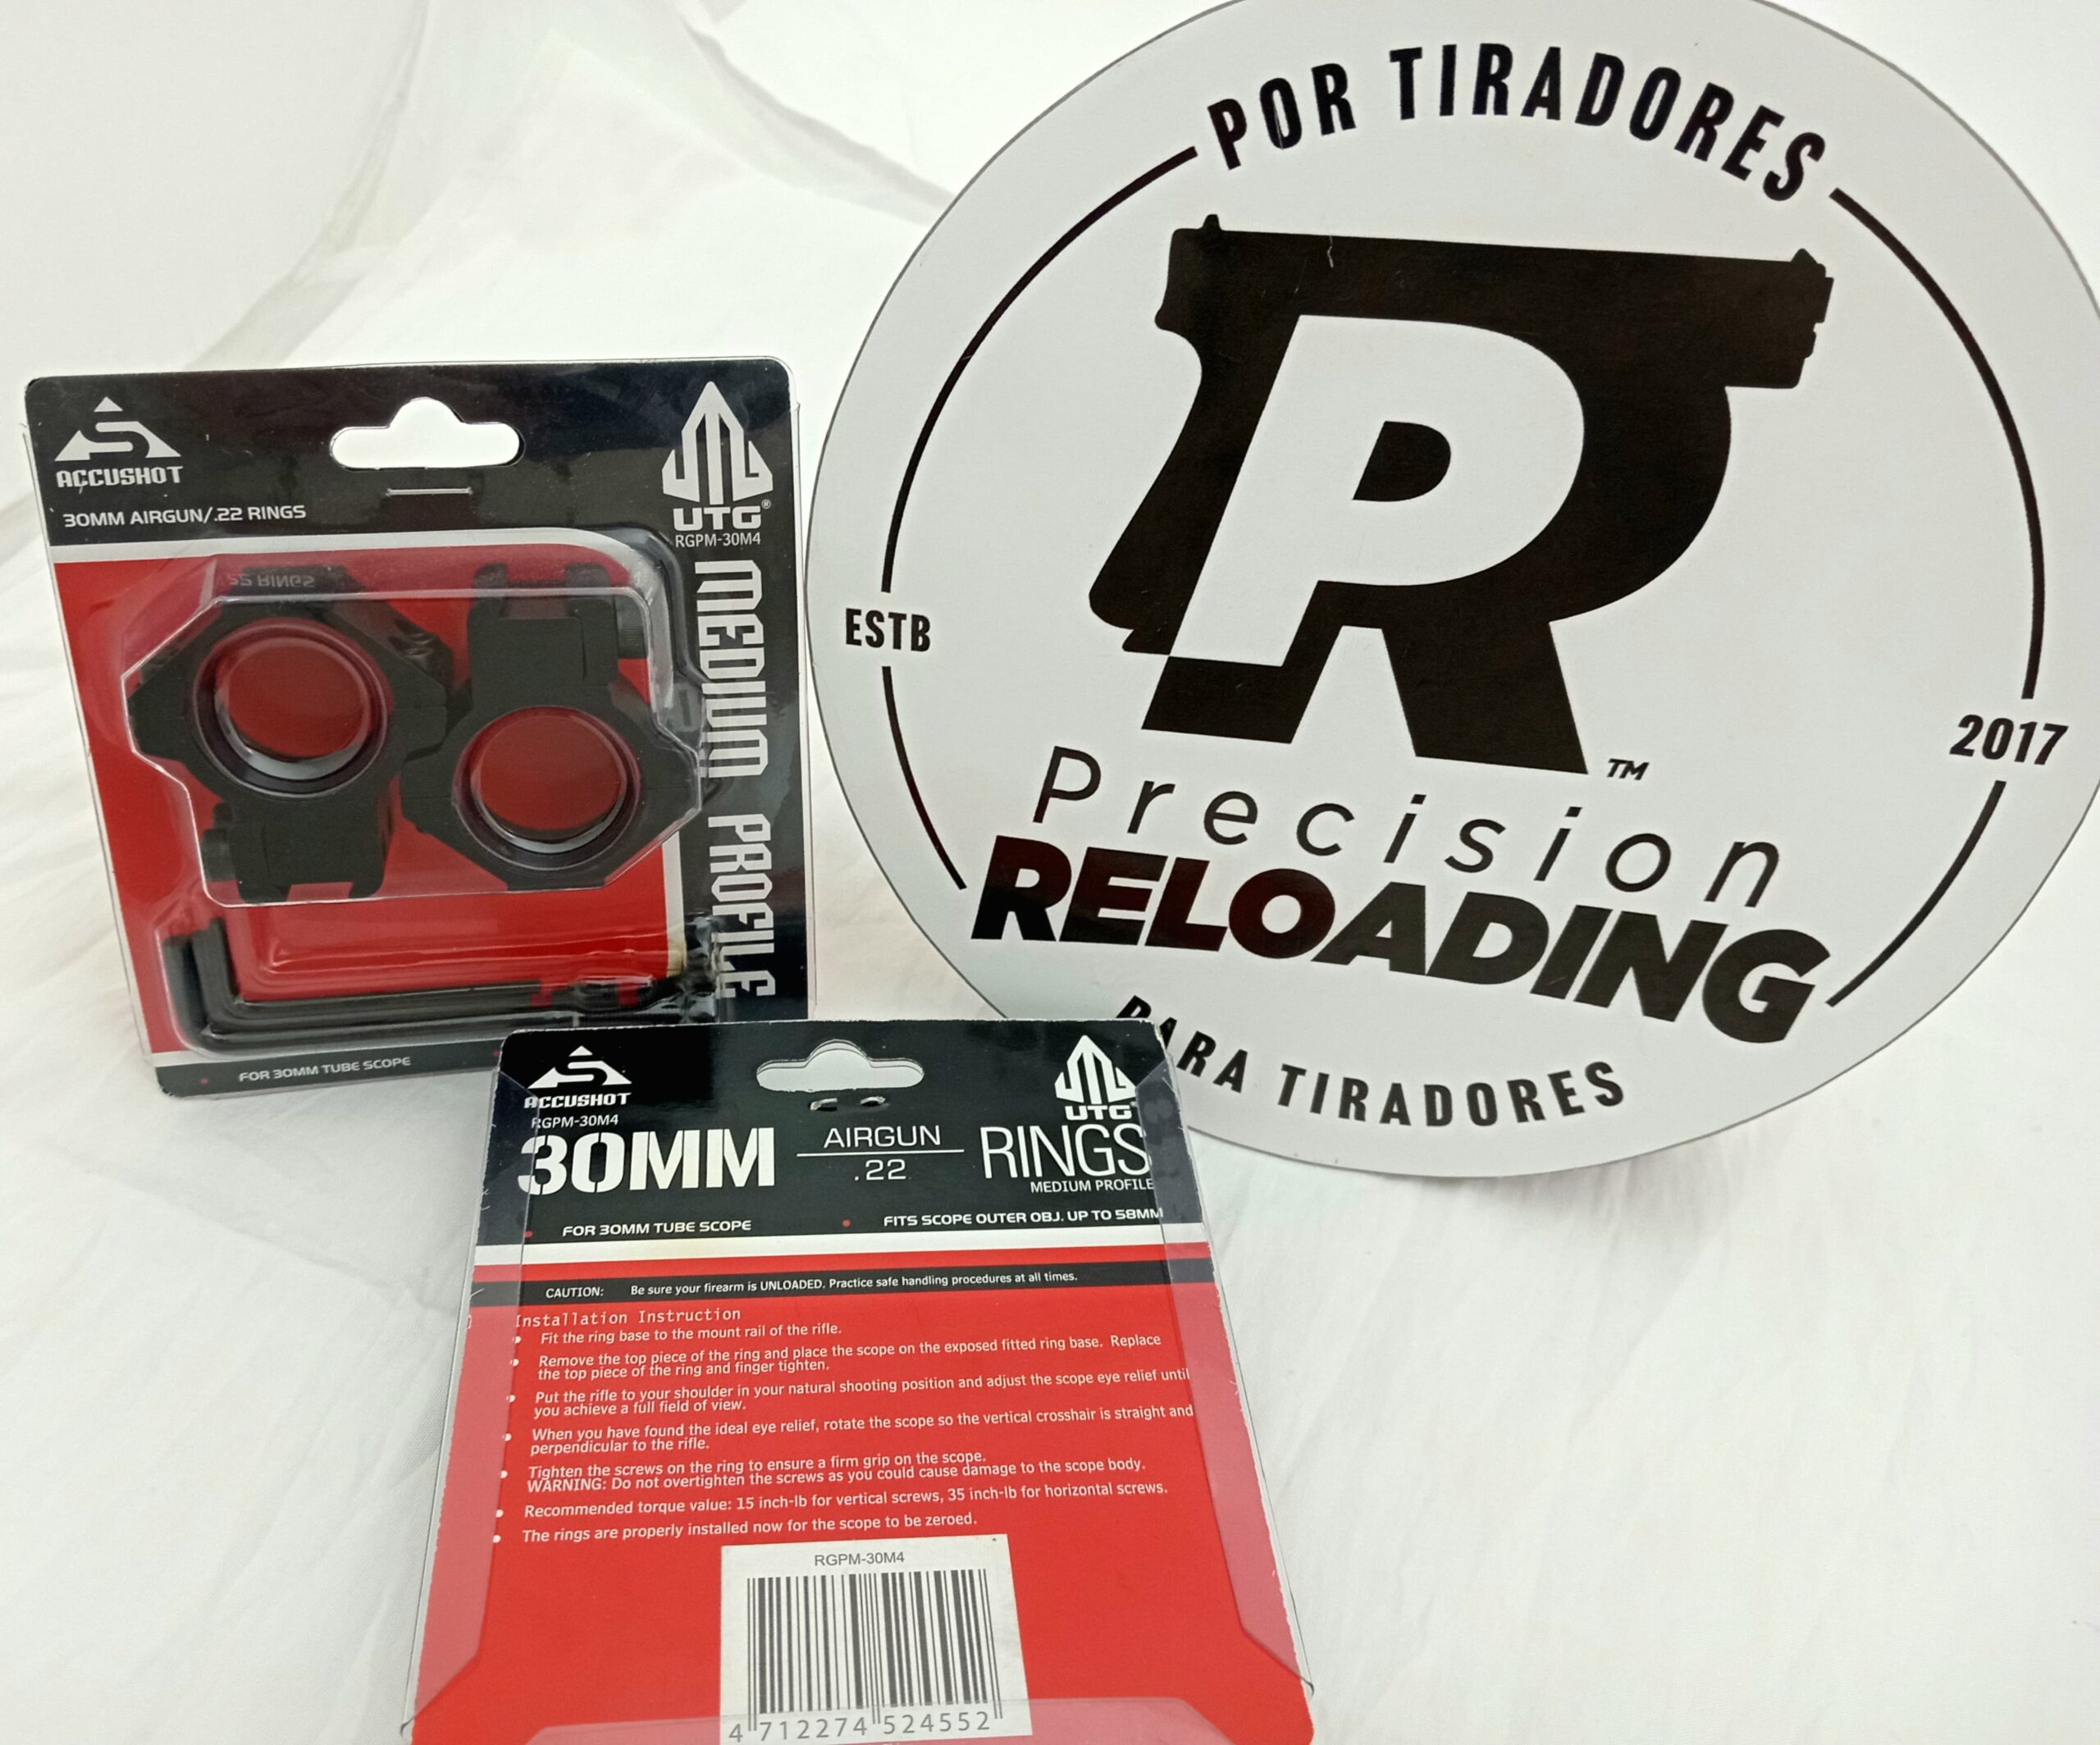 ACCUSHOT
30MM AIRGUN/.22 RINGS
UTG®
RGPM-30M4
22 RINGS
MEDIUM PROFILE
FOR 30MM TUBE SCOPE
POR TIRADORES
ESTB
2017
PR
TM
Precision
RELOADING
PARA TIRADORES
ACCUSHOT
RGPM-30M4
UTG
30MM
AIRGUN
.22
RINGS
MEDIUM PROFILE
FOR 30MM TUBE SCOPE
FITS SCOPE OUTER OBJ. UP TO 58MM
CAUTION: Be sure your firearm is UNLOADED. Practice safe handling procedures at all times.
Installation Instruction
Fit the ring base to the mount rail of the rifle.
Remove the top piece of the ring and place the scope on the exposed fitted ring base. Replace
the top piece of the ring and finger tighten.
Put the rifle to your shoulder in your natural shooting position and adjust the scope eye relief until
you achieve a full field of view.
When you have found the ideal eye relief, rotate the scope so the vertical crosshair is straight and
perpendicular to the rifle.
Tighten the screws on the ring to ensure a firm grip on the scope.
WARNING: Do not overtighten the screws as you could cause damage to the scope body.
Recommended torque value: 15 inch-lb for vertical screws, 35 inch-lb for horizontal screws.
The rings are properly installed now for the scope to be zeroed.
RGPM-30M4
4 712274 524552